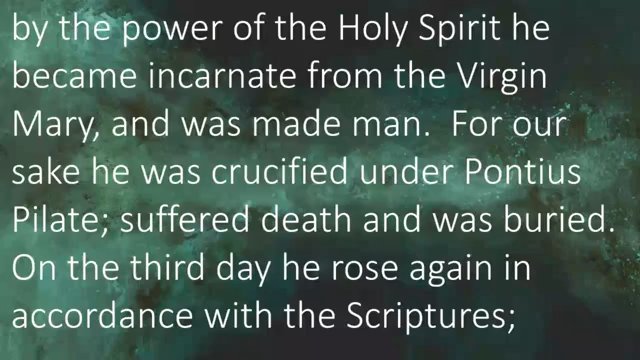 by the power of the Holy Spirit he
became incarnate from the Virgin
Mary, and was made man.  For our
sake he was crucified under Pontius
Pilate; suffered death and was buried.
On the third day he rose again in
accordance with the Scriptures;